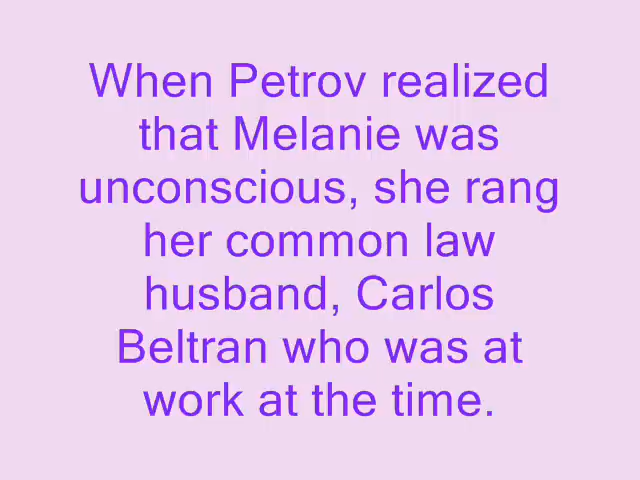 When Petrov realized
that Melanie was
unconscious, she rang
her common law
husband, Carlos
Beltran who was at
work at the time.